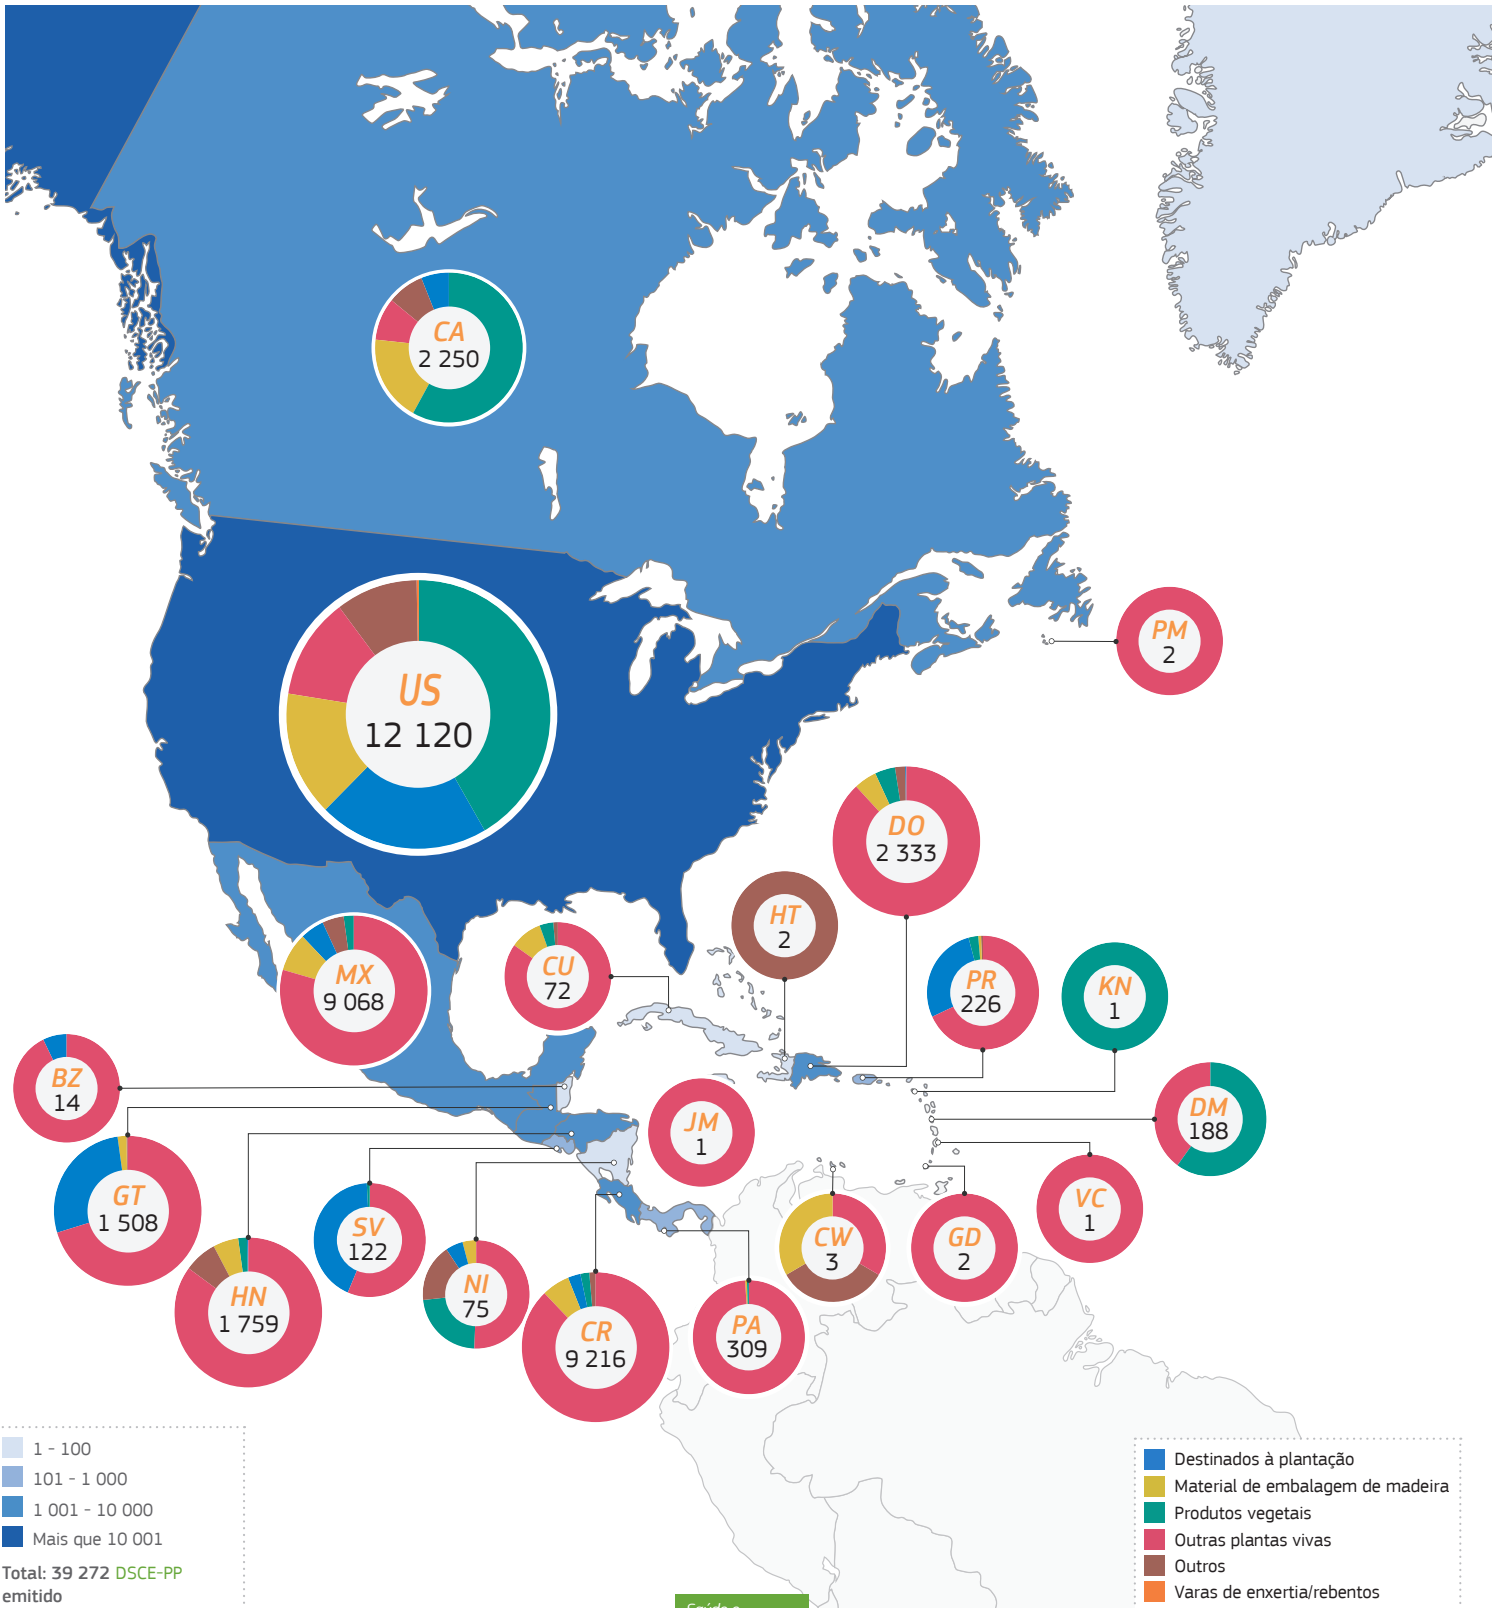 CA
2 250
US
12 120
PM
2
DO
2 333
HT
2
MX
9 068
CU
72
PR
226
KN
1
BZ
14
JM
1
DM
188
GT
1 508
SV
122
NI
75
VC
1
CW
3
GD
2
HN
1 759
CR
9 216
PA
309
1 - 100
101 - 1 000
1 001 - 10 000
Mais que 10 001
Total: 39 272 DSCE-PP
emitido
Destinados à plantação
Material de embalagem de madeira
Produtos vegetais
Outras plantas vivas
Outros
Varas de enxertia/rebentos